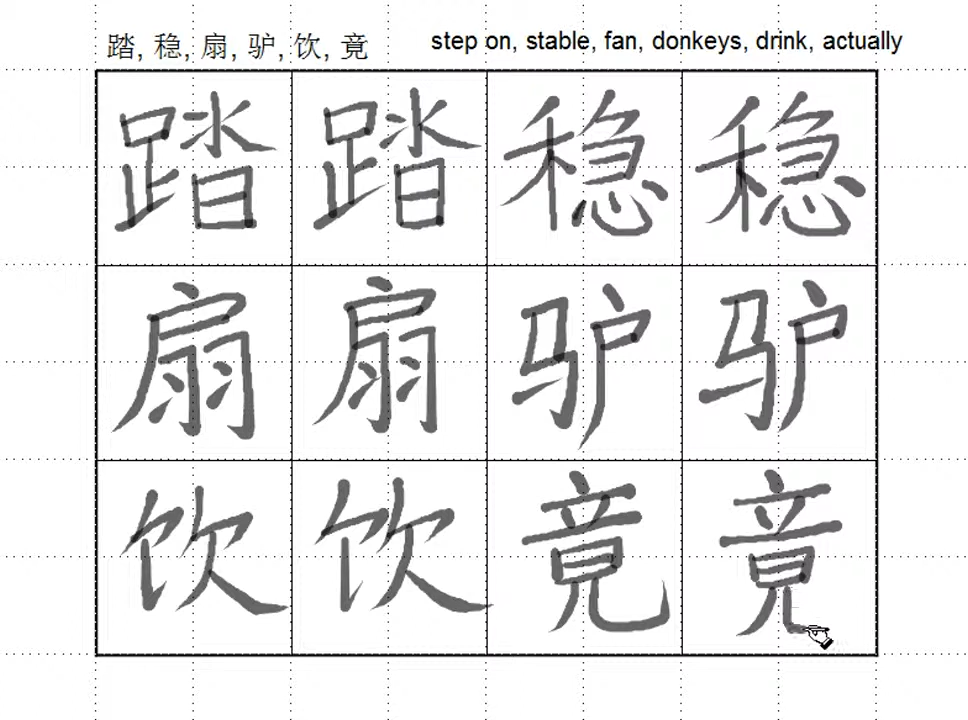 踏, 稳, 扇, 驴, 饮, 竟 step on, stable, fan, donkeys, drink, actually
踏 踏 稳 稳
扇 扇 驴 驴
饮 饮 竟 竟